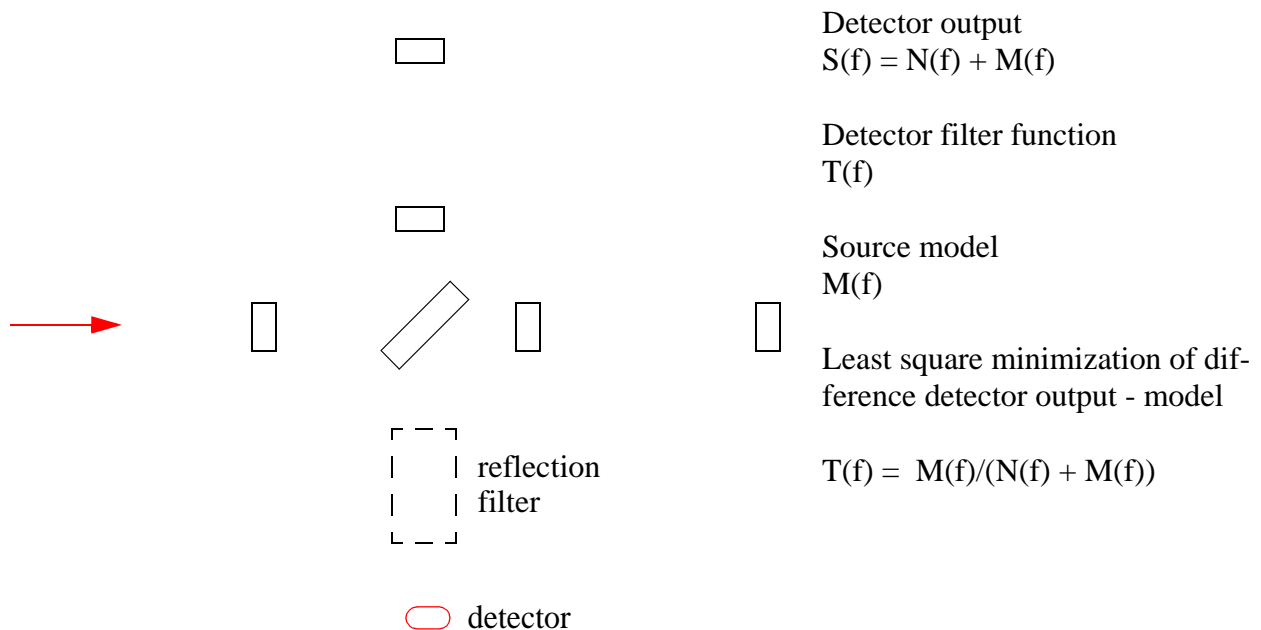 Detector output
S(f) = N(f) + M(f)
Detector filter function
T(f)
Source model
M(f)
Least square minimization of dif-
ference detector output - model
T(f) =  M(f)/(N(f) + M(f))
reflection
filter
detector